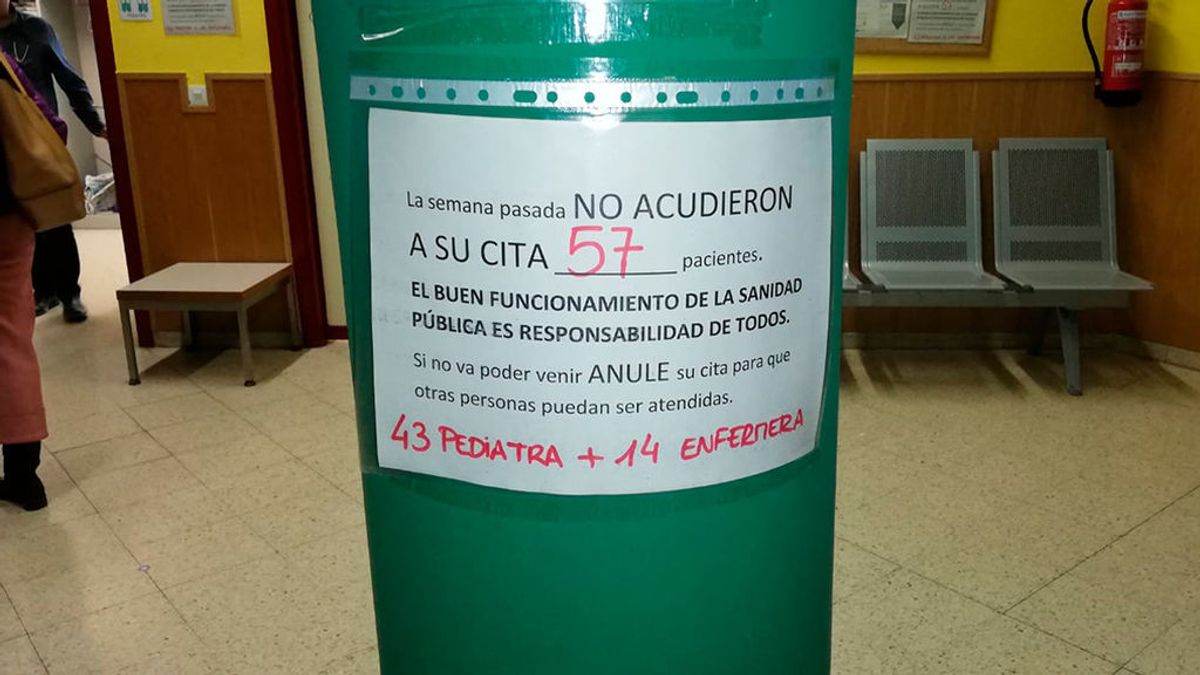 La semana pasada NO ACUDIERON
A SU CITA 57 pacientes.
EL BUEN FUNCIONAMIENTO DE LA SANIDAD
PÚBLICA ES RESPONSABILIDAD DE TODOS.
Si no va poder venir ANULE su cita para que
otras personas puedan ser atendidas.
43 PEDIATRA + 14 ENFERMERA